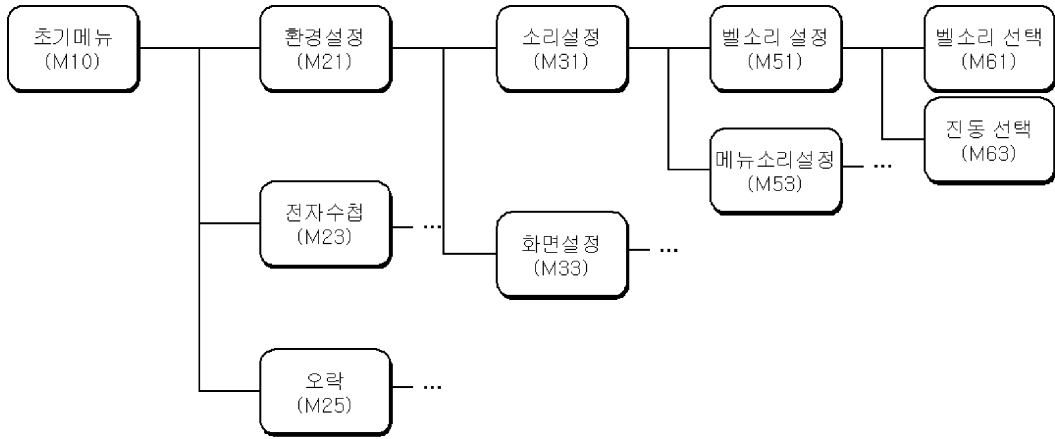 초기메뉴
(M10)
환경설정
(M21)
소리설정
(M31)
벨소리 설정
(M51)
벨소리 선택
(M61)
진동 선택
(M63)
메뉴소리설정
(M53)
...
전자수첩
(M23)
...
화면설정
(M33)
...
오락
(M25)
...